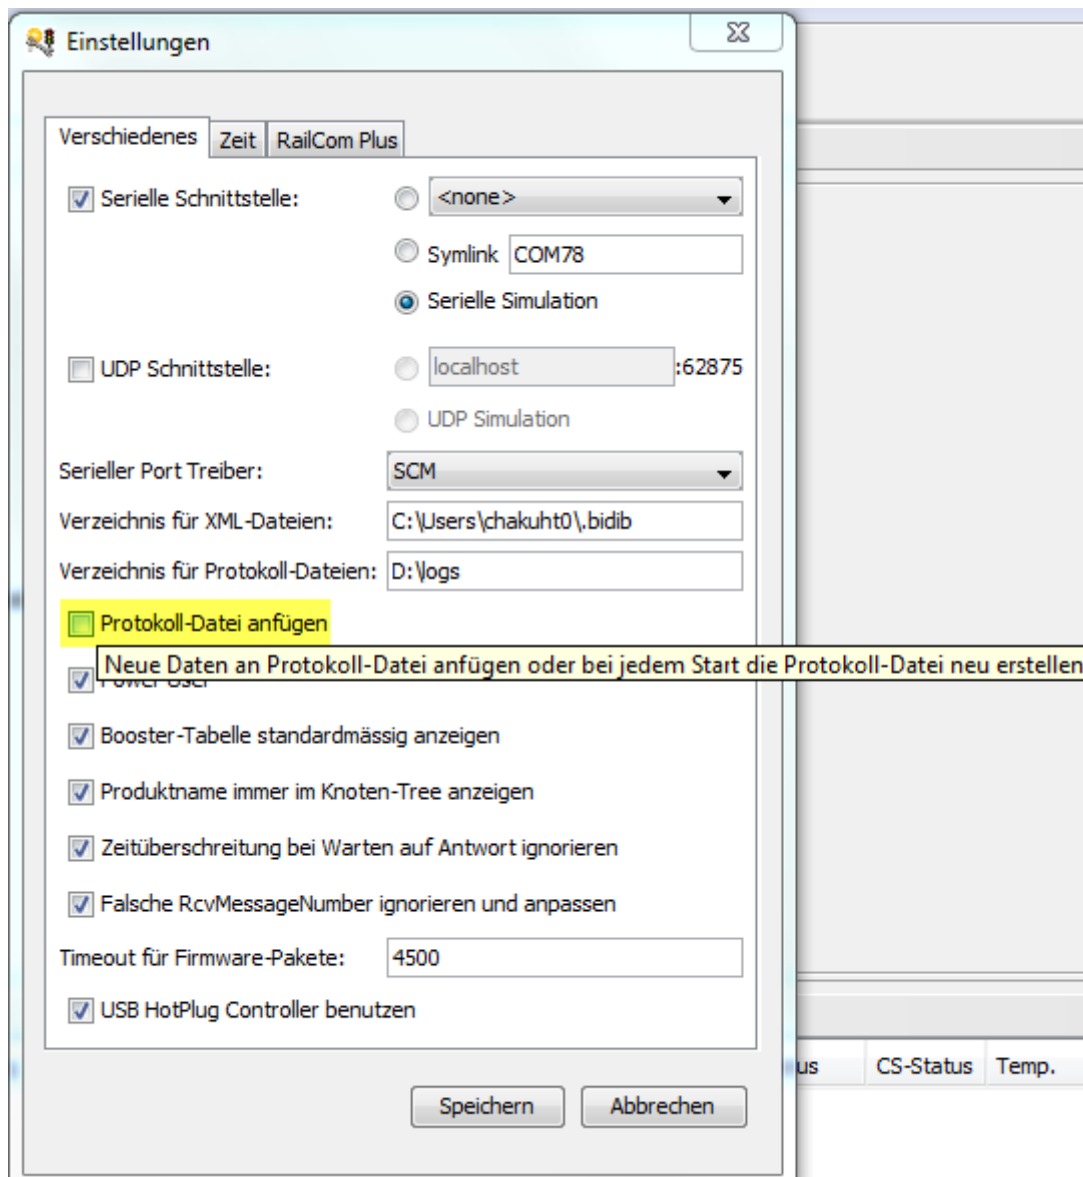 Einstellungen
Verschiedenes Zeit RailCom Plus
Serielle Schnittstelle: <none>
Symlink COM78
Serielle Simulation
UDP Schnittstelle: localhost :62875
UDP Simulation
Serieller Port Treiber: SCM
Verzeichnis für XML-Dateien: C:\Users\chakuht0\.bidib
Verzeichnis für Protokoll-Dateien: D:\logs
Protokoll-Datei anfügen
Neue Daten an Protokoll-Datei anfügen oder bei jedem Start die Protokoll-Datei neu erstellen
Power User
Booster-Tabelle standardmässig anzeigen
Produktname immer im Knoten-Tree anzeigen
Zeitüberschreitung bei Warten auf Antwort ignorieren
Falsche RcvMessageNumber ignorieren und anpassen
Timeout für Firmware-Pakete: 4500
USB HotPlug Controller benutzen
us CS-Status Temp.
Speichern Abbrechen